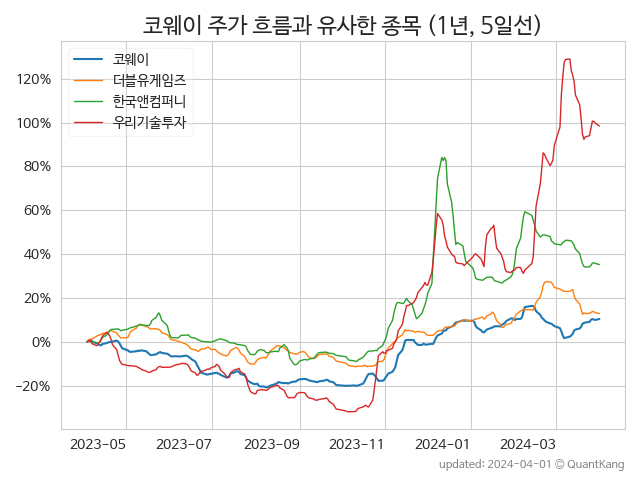 코웨이 주가 흐름과 유사한 종목 (1년, 5일선)
코웨이
더블유게임즈
한국앤컴퍼니
우리기술투자
120%
100%
80%
60%
40%
20%
0%
−20%
2023-05 2023-07 2023-09 2023-11 2024-01 2024-03
updated: 2024-04-01 © QuantKang